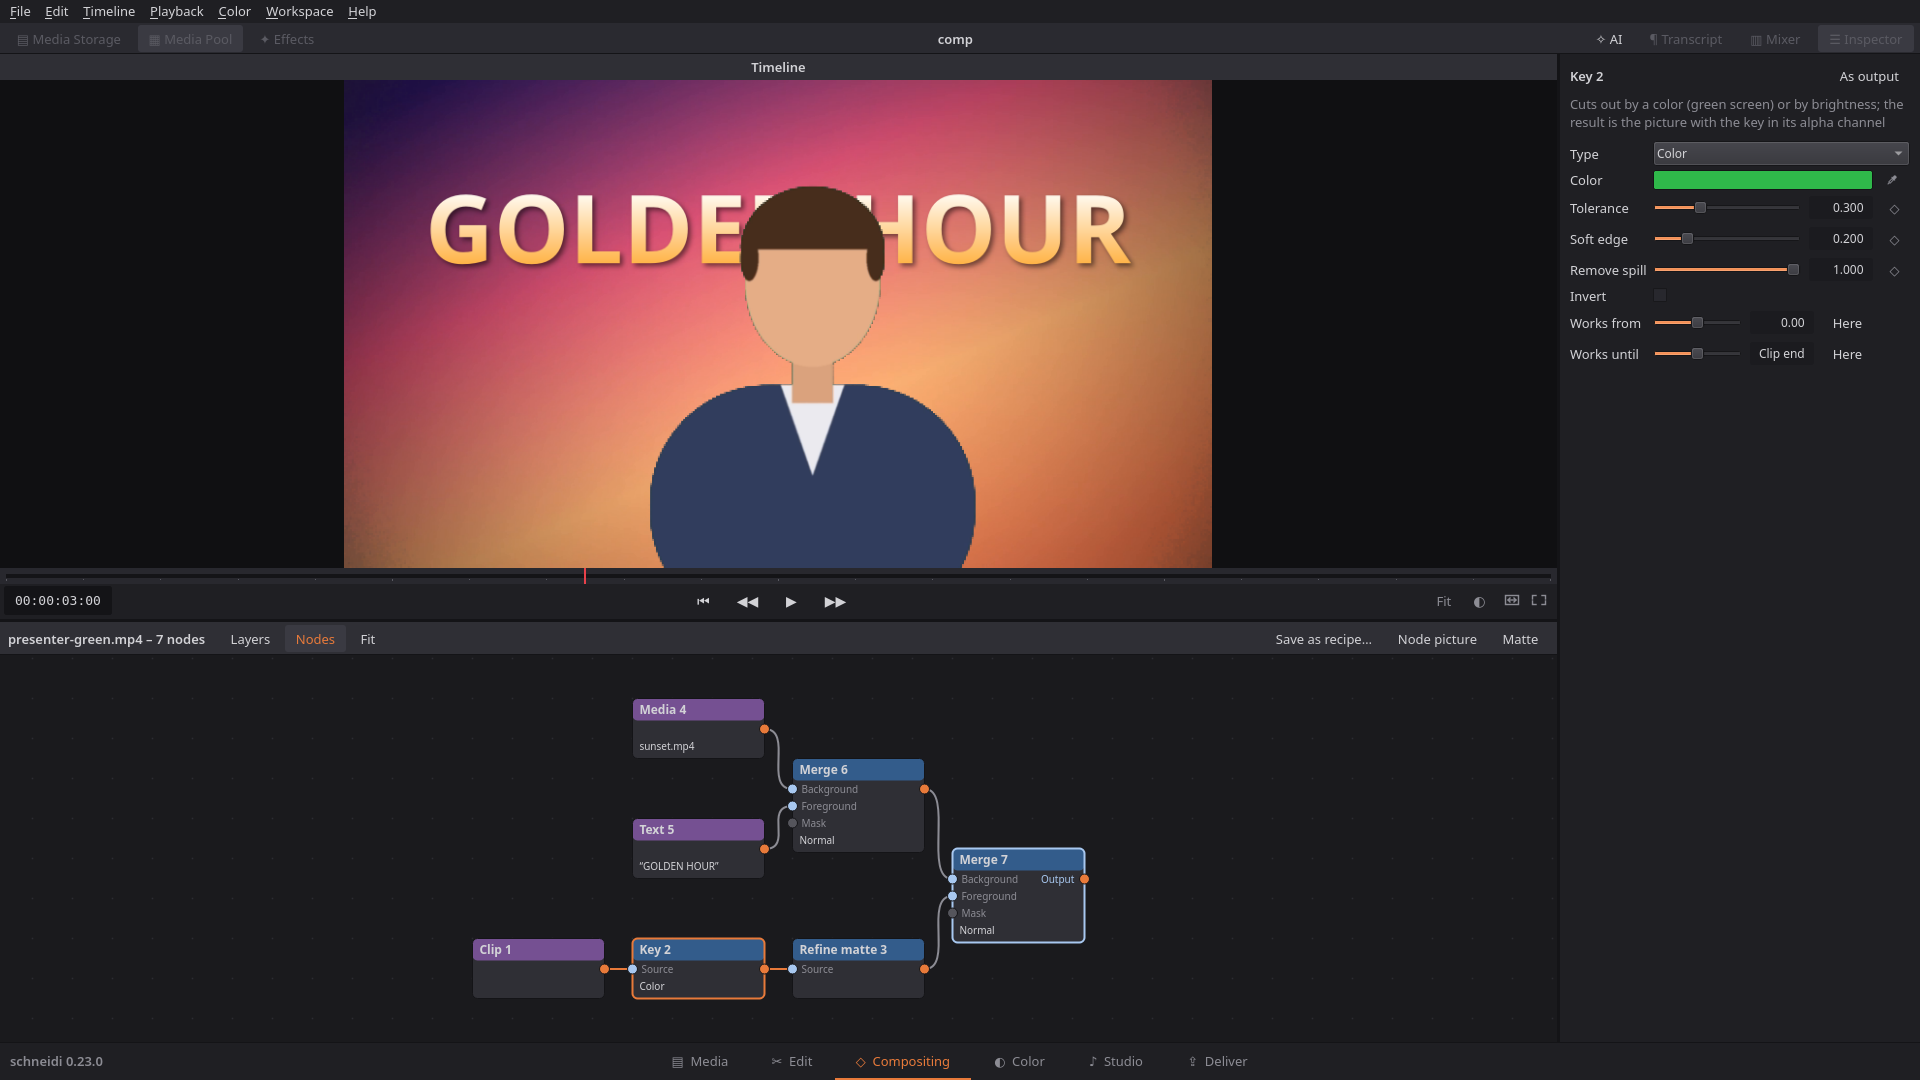 File Edit Timeline Playback Color Workspace Help
Media Storage Media Pool Effects comp AI Transcript Mixer Inspector
Timeline
GOLDE HOUR
00:00:03:00 Fit
presenter-green.mp4 – 7 nodes Layers Nodes Fit Save as recipe... Node picture Matte
Media 4
sunset.mp4
Merge 6
Background
Foreground
Mask
Normal
Text 5
“GOLDEN HOUR”
Merge 7
Background Output
Foreground
Mask
Normal
Clip 1
Key 2
Source
Color
Refine matte 3
Source
Key 2 As output
Cuts out by a color (green screen) or by brightness; the
result is the picture with the key in its alpha channel
Type Color
Color
Tolerance 0.300
Soft edge 0.200
Remove spill 1.000
Invert
Works from 0.00 Here
Works until Clip end Here
schneidi 0.23.0 Media Edit Compositing Color Studio Deliver